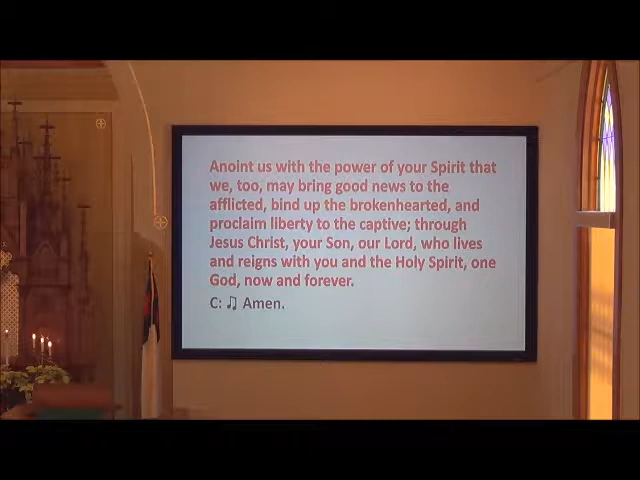 Anoint us with the power of your Spirit that
we, too, may bring good news to the
afflicted, bind up the brokenhearted, and
proclaim liberty to the captive; through
Jesus Christ, your Son, our Lord, who lives
and reigns with you and the Holy Spirit, one
God, now and forever.
C: ♫ Amen.